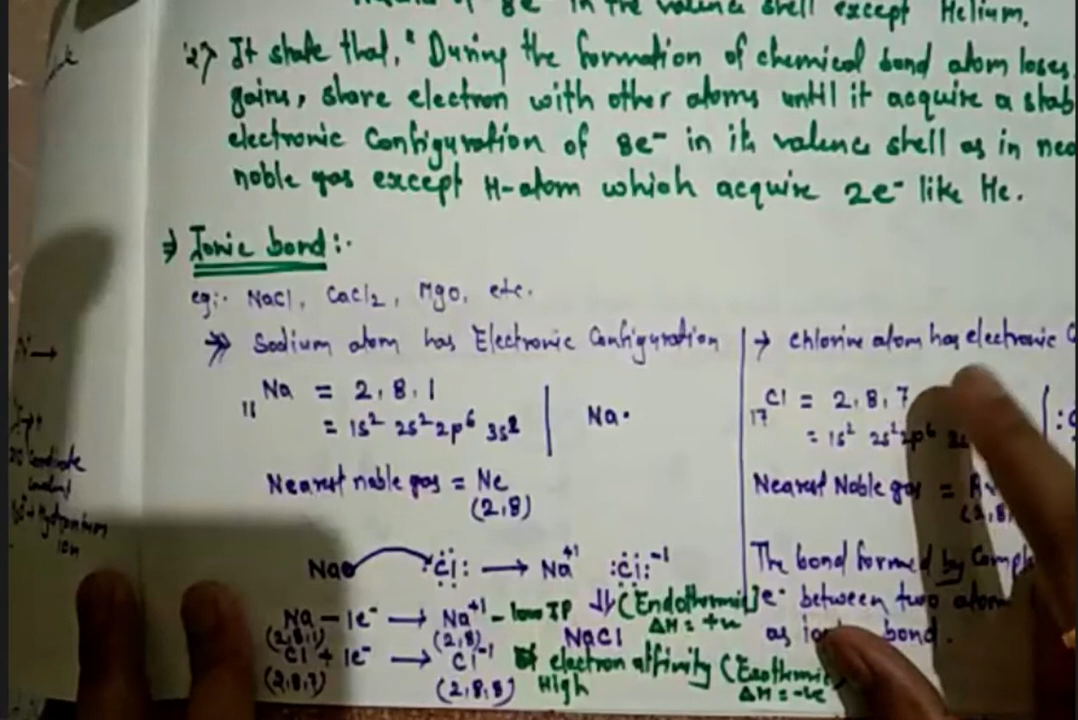 of 8e⁻ in the valence shell except Helium.
2) It state that, "During the formation of chemical bond atom loses,
gains, share electron with other atoms until it acquire a stab
electronic configuration of 8e⁻ in its valence shell as in nea
noble gas except H-atom which acquire 2e⁻ like He.
⇒ Ionic bond:-
eg:- NaCl, CaCl₂, MgO, etc.
→ Sodium atom has Electronic Configuration
₁₁Na = 2,8,1
= 1s² 2s² 2p⁶ 3s¹
Na·
Nearest noble gas = Ne
(2,8)
→ chlorine atom has electronic C
₁₇Cl = 2,8,7
= 1s² 2s² 2p⁶
Nearest Noble gas = Ar
(2,8,
Na :Cl: → Na⁺¹ :Cl:⁻¹
NaCl
The bond formed by Comple
e⁻ between two atom
as ionic bond.
Na − 1e⁻ → Na⁺¹ - low IP (Endothermic)
(2,8,1) (2,8) ΔH = +ve
Cl + 1e⁻ → Cl⁻¹ electron affinity (Exothermic
(2,8,7) (2,8,8) High ΔH = -ve
Coordinate
Hydronium
ion